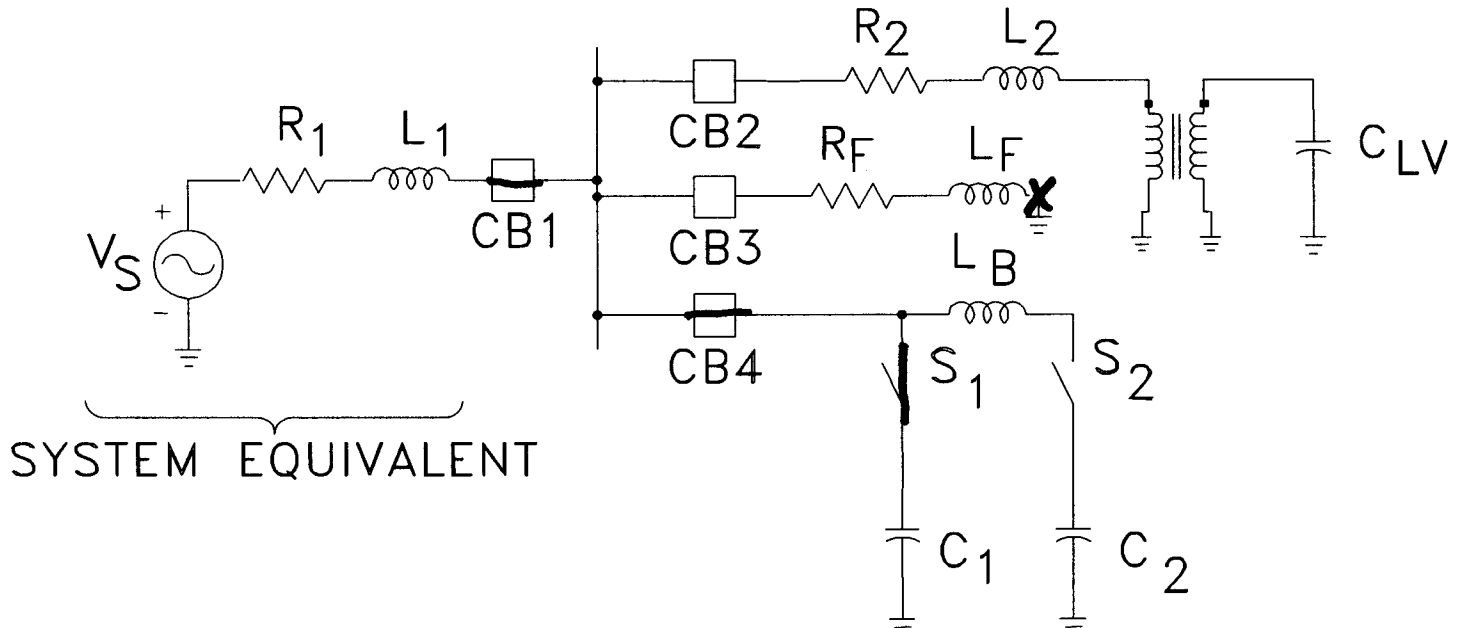 R2
L2
CB2
CLV
R1
L1
RF
LF
CB1
CB3
+
VS
−
LB
CB4
S1
S2
SYSTEM EQUIVALENT
C1
C2